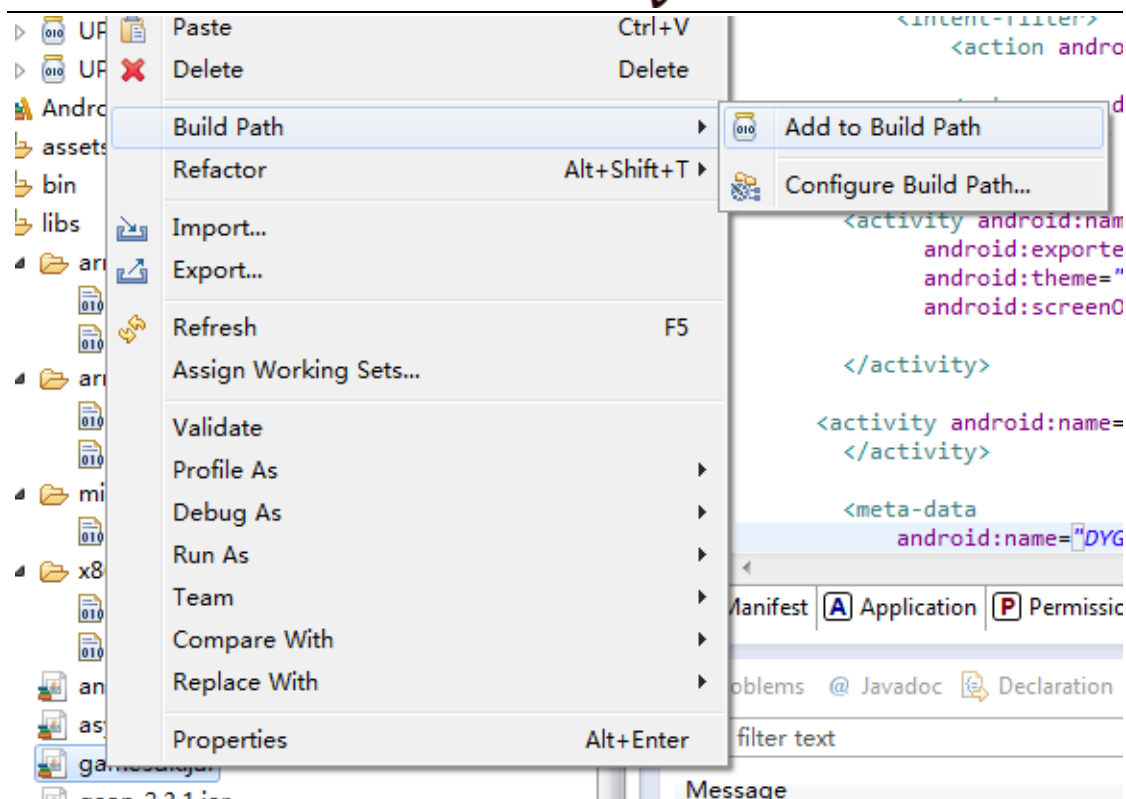 UP
UP
Andro
assets
bin
libs
Paste Ctrl+V
Delete Delete
Build Path
Refactor Alt+Shift+T
Import...
Export...
Refresh F5
Assign Working Sets...
Validate
Profile As
Debug As
Run As
Team
Compare With
Replace With
Properties Alt+Enter
Add to Build Path
Configure Build Path...
<intent-filter>
<action andro
<activity android:nam
android:exporte
android:theme="
android:screenO
</activity>
<activity android:name=
</activity>
<meta-data
android:name="DYG
Manifest A Application P Permissio
oblems @ Javadoc Declaration
filter text
Message